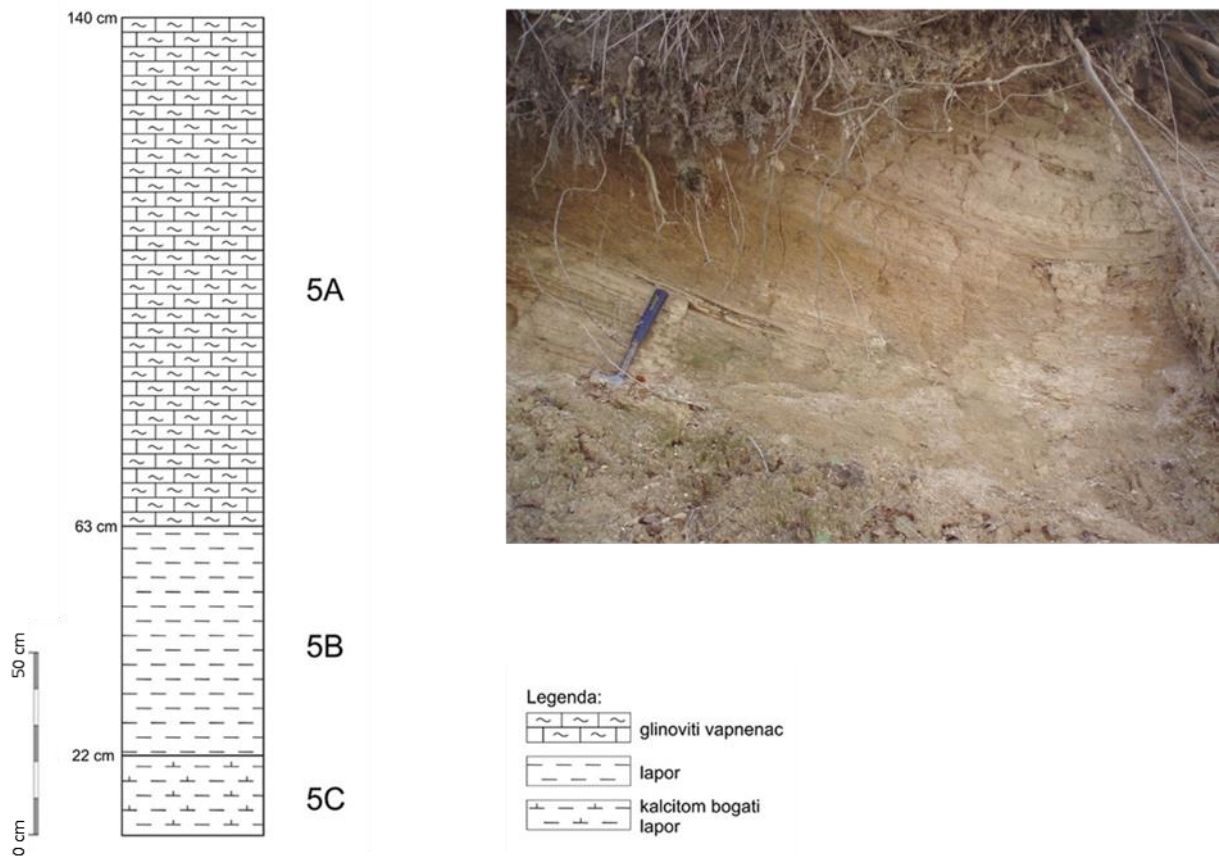 140 cm
5A
63 cm
5B
22 cm
5C
50 cm
0 cm
Legenda:
glinoviti vapnenac
lapor
kalcitom bogati
lapor